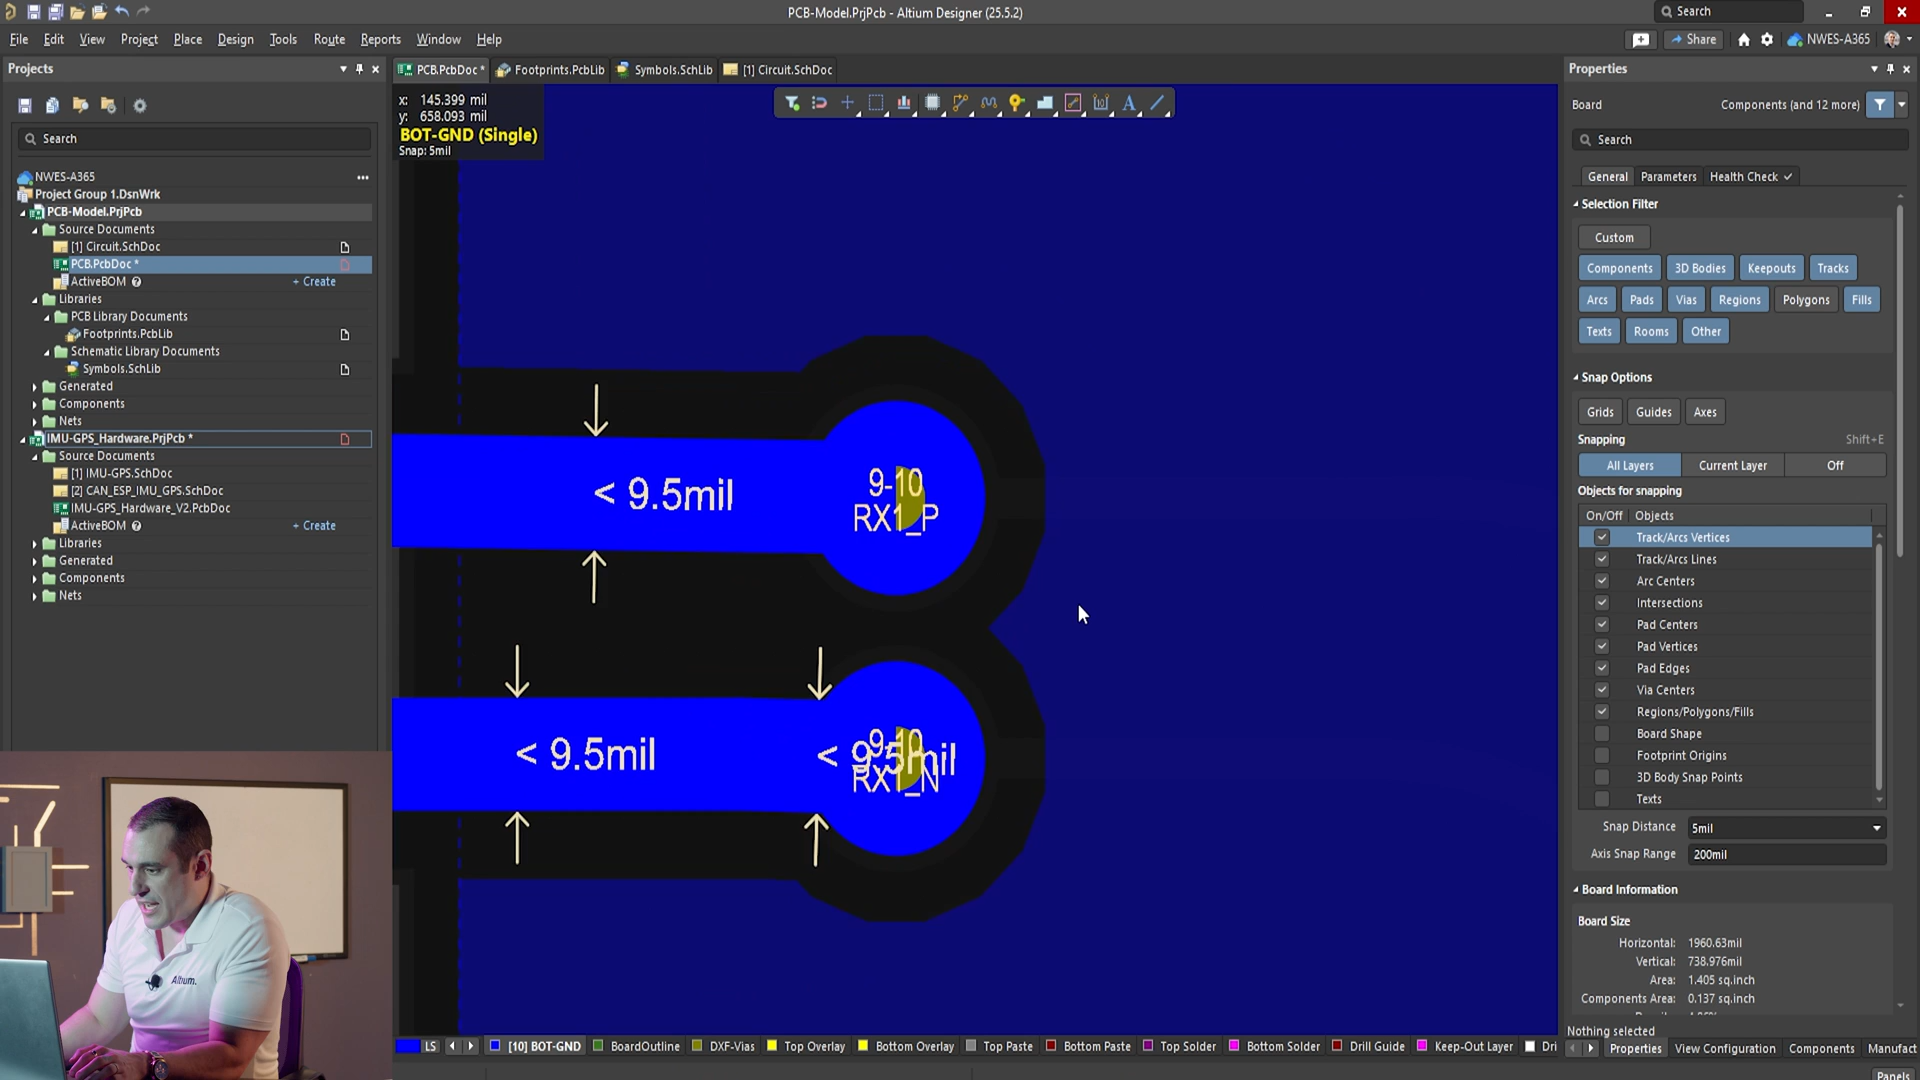 PCB-Model.PrjPcb - Altium Designer (25.5.2)
Search
File Edit View Project Place Design Tools Route Reports Window Help
Share
NWES-A365
Projects
PCB.PcbDoc *
Footprints.PcbLib
Symbols.SchLib
[1] Circuit.SchDoc
Properties
x: 145.399 mil
y: 658.093 mil
BOT-GND (Single)
Snap: 5mil
Board
Components (and 12 more)
Search
Search
NWES-A365
Project Group 1.DsnWrk
PCB-Model.PrjPcb
Source Documents
[1] Circuit.SchDoc
PCB.PcbDoc *
ActiveBOM
+ Create
Libraries
PCB Library Documents
Footprints.PcbLib
Schematic Library Documents
Symbols.SchLib
Generated
Components
Nets
IMU-GPS_Hardware.PrjPcb *
Source Documents
[1] IMU-GPS.SchDoc
[2] CAN_ESP_IMU_GPS.SchDoc
IMU-GPS_Hardware_V2.PcbDoc
ActiveBOM
+ Create
Libraries
Generated
Components
Nets
< 9.5mil
9-10
RX1_P
< 9.5mil
< 9.5mil
9-10
RX1_N
General Parameters Health Check
Selection Filter
Custom
Components 3D Bodies Keepouts Tracks
Arcs Pads Vias Regions Polygons Fills
Texts Rooms Other
Snap Options
Grids Guides Axes
Snapping
Shift+E
All Layers Current Layer Off
Objects for snapping
On/Off Objects
Track/Arcs Vertices
Track/Arcs Lines
Arc Centers
Intersections
Pad Centers
Pad Vertices
Pad Edges
Via Centers
Regions/Polygons/Fills
Board Shape
Footprint Origins
3D Body Snap Points
Texts
Snap Distance 5mil
Axis Snap Range 200mil
Board Information
Board Size
Horizontal: 1960.63mil
Vertical: 738.976mil
Area: 1.405 sq.inch
Components Area: 0.137 sq.inch
Nothing selected
Altium.
LS
[10] BOT-GND
BoardOutline
DXF-Vias
Top Overlay
Bottom Overlay
Top Paste
Bottom Paste
Top Solder
Bottom Solder
Drill Guide
Keep-Out Layer
Dri
Properties View Configuration Components Manufact
Panels